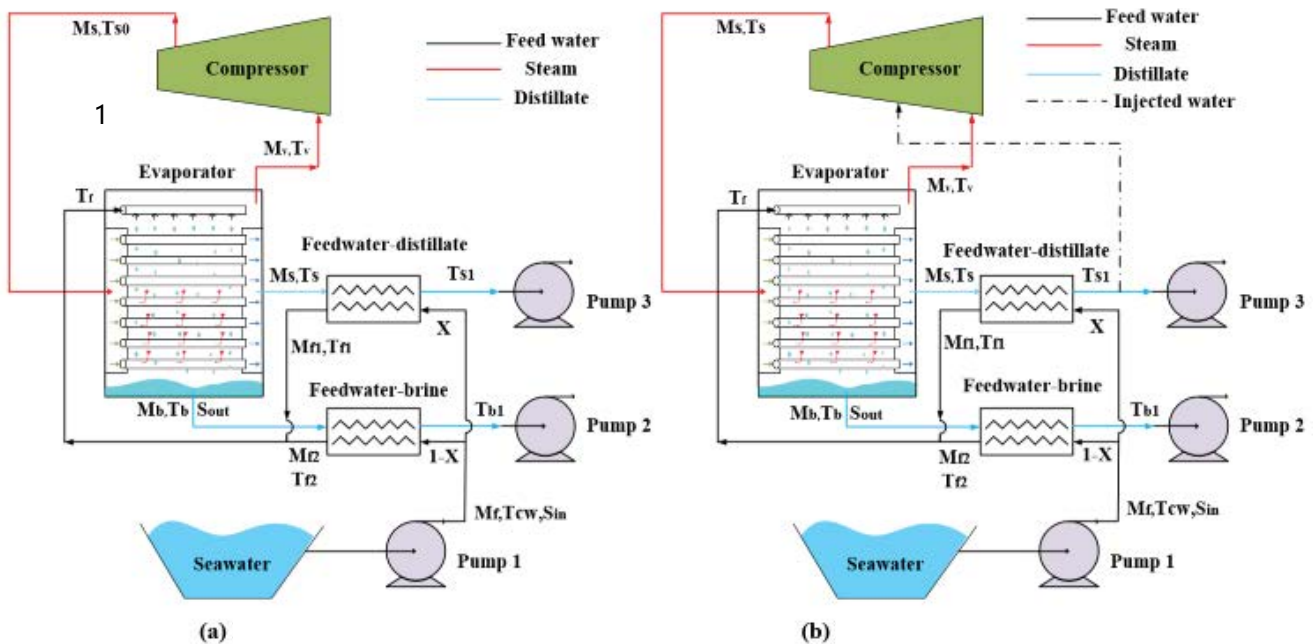 Ms,Ts0
Compressor
Feed water
Steam
Distillate
1
Mv,Tv
Evaporator
Tf
Feedwater-distillate
Ms,Ts
Ts1
Pump 3
X
Mf1,Tf1
Feedwater-brine
Mb,Tb Sout
Tb1
Pump 2
Mf2
Tf2
1-X
Mf,Tcw,Sin
Seawater
Pump 1
(a)
Ms,Ts
Compressor
Feed water
Steam
Distillate
Injected water
Mv,Tv
Evaporator
Tf
Feedwater-distillate
Ms,Ts
Ts1
Pump 3
X
Mf1,Tf1
Feedwater-brine
Mb,Tb Sout
Tb1
Pump 2
Mf2
Tf2
1-X
Mf,Tcw,Sin
Seawater
Pump 1
(b)